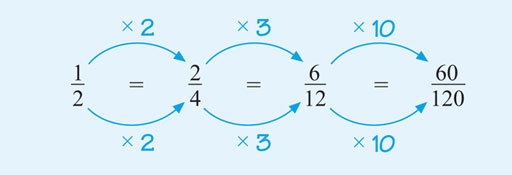 × 2 × 3 × 10
1/2 = 2/4 = 6/12 = 60/120
× 2 × 3 × 10